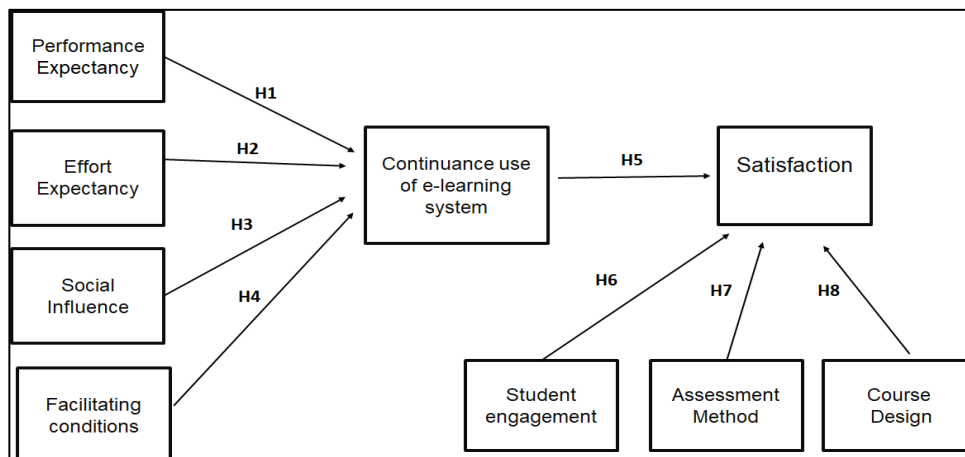 Performance
Expectancy
H1
Effort
Expectancy
H2
Continuance use
of e-learning
system
H5
Satisfaction
H3
Social
Influence
H4
H6
H7
H8
Facilitating
conditions
Student
engagement
Assessment
Method
Course
Design